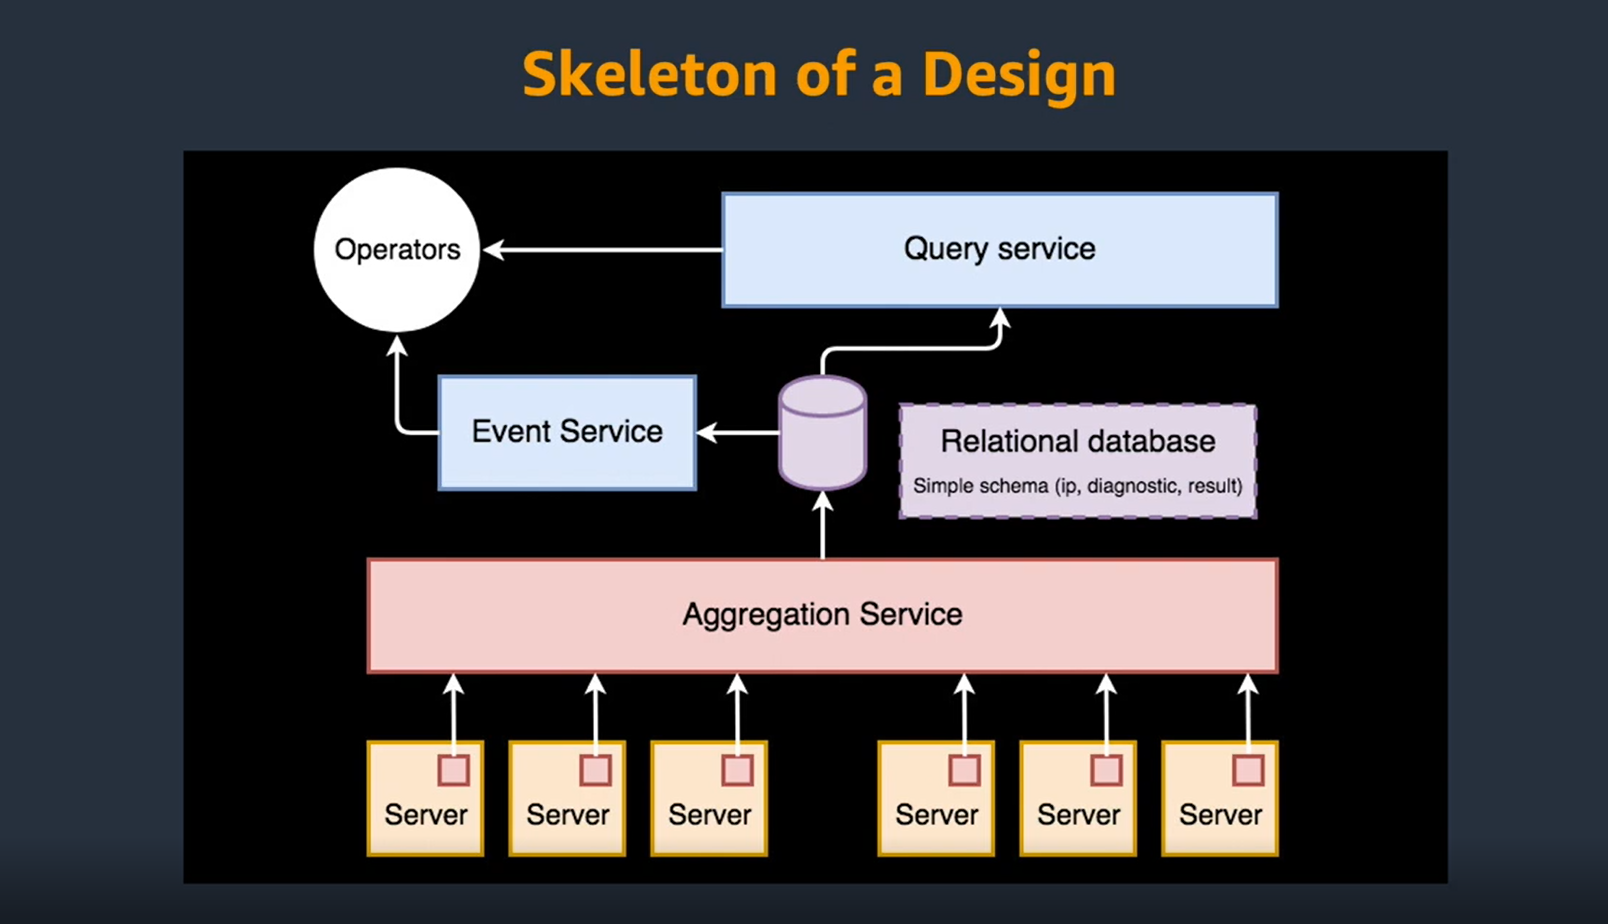 Skeleton of a Design
Operators
Query service
Event Service
Relational database
Simple schema (ip, diagnostic, result)
Aggregation Service
Server
Server
Server
Server
Server
Server